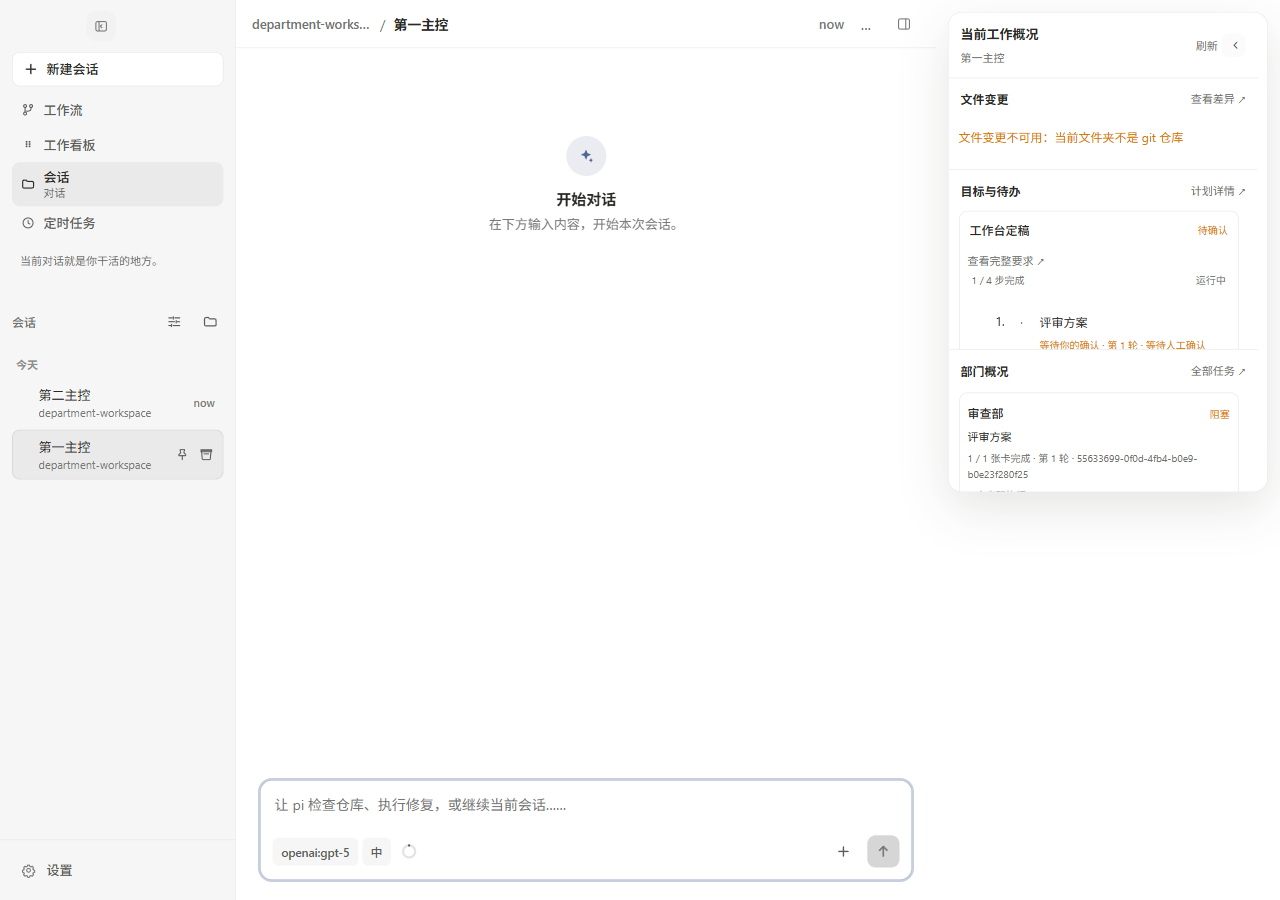 新建会话
工作流
工作看板
会话
对话
定时任务
当前对话就是你干活的地方。
会话
今天
第二主控
department-workspace
now
第一主控
department-workspace
设置
department-works... / 第一主控
now
...
开始对话
在下方输入内容，开始本次会话。
让 pi 检查仓库、执行修复，或继续当前会话……
openai:gpt-5
中
当前工作概况
第一主控
刷新
文件变更
查看差异 ↗
文件变更不可用：当前文件夹不是 git 仓库
目标与待办
计划详情 ↗
工作台定稿
待确认
查看完整要求 ↗
1 / 4 步完成
运行中
1. · 评审方案
等待你的确认 · 第 1 轮 · 等待人工确认
部门概况
全部任务 ↗
审查部
阻塞
评审方案
1 / 1 张卡完成 · 第 1 轮 · 55633699-0f0d-4fb4-b0e9-
b0e23f280f25